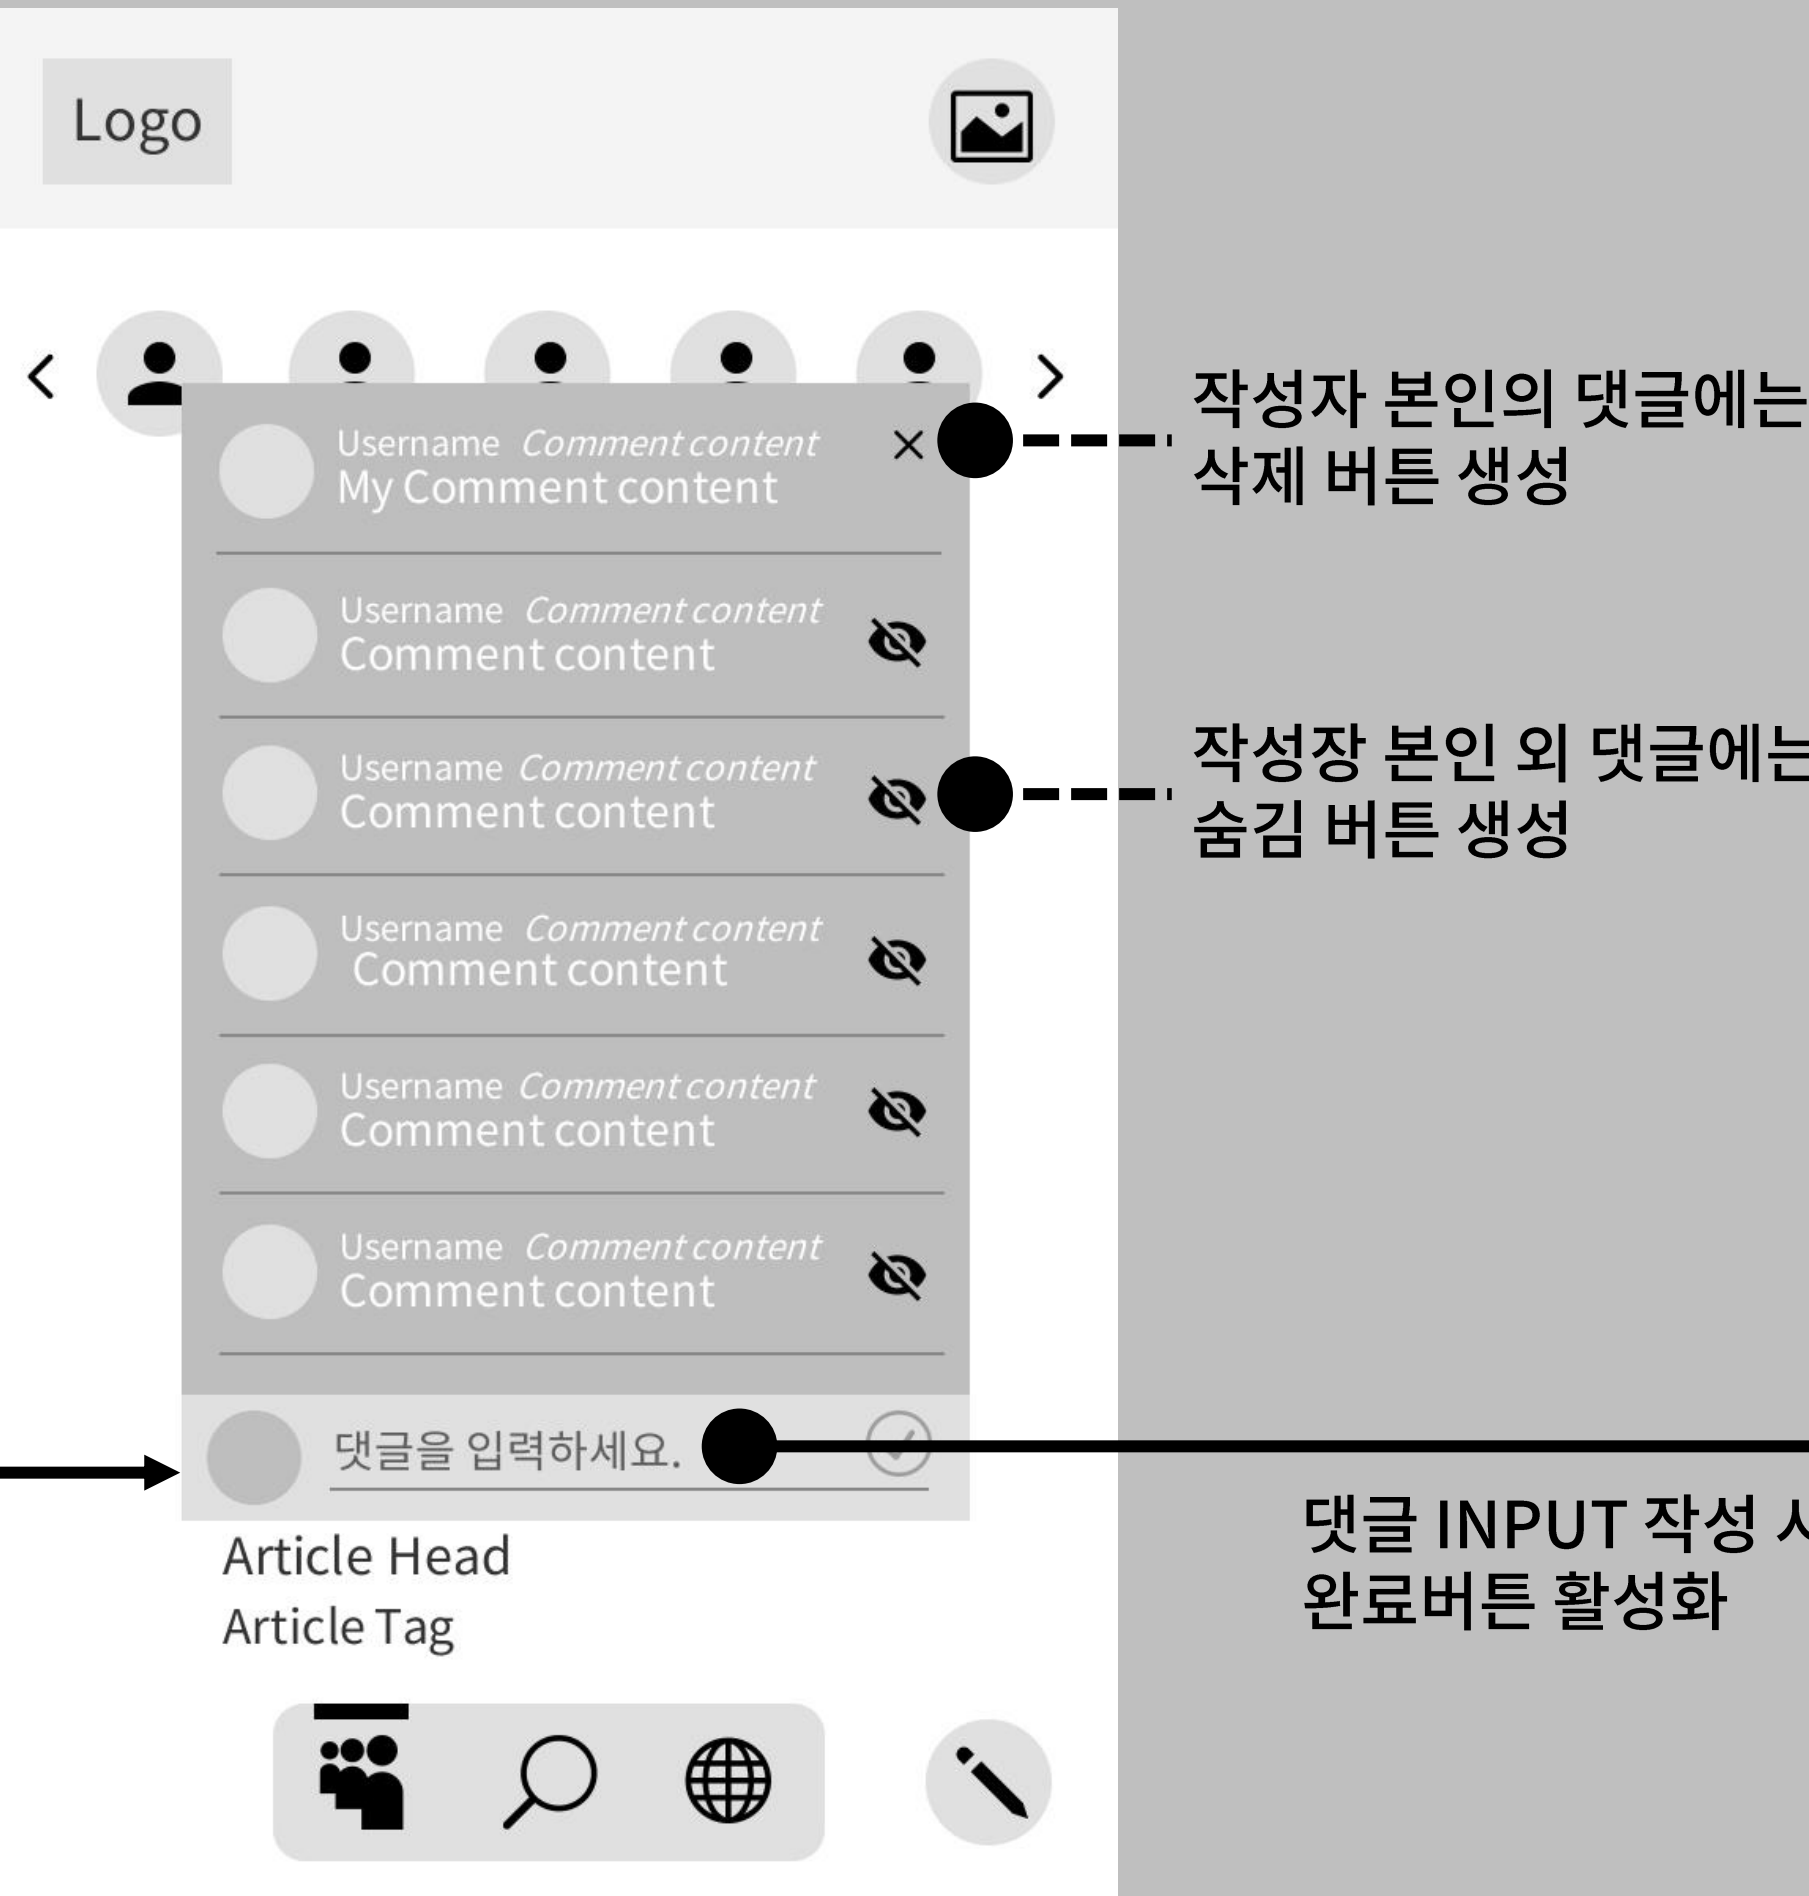 Logo
작성자 본인의 댓글에는
삭제 버튼 생성
Username Comment content
My Comment content
Username Comment content
Comment content
작성장 본인 외 댓글에는
숨김 버튼 생성
Username Comment content
Comment content
Username Comment content
Comment content
Username Comment content
Comment content
Username Comment content
Comment content
댓글을 입력하세요.
댓글 INPUT 작성
완료버튼 활성화
Article Head
Article Tag